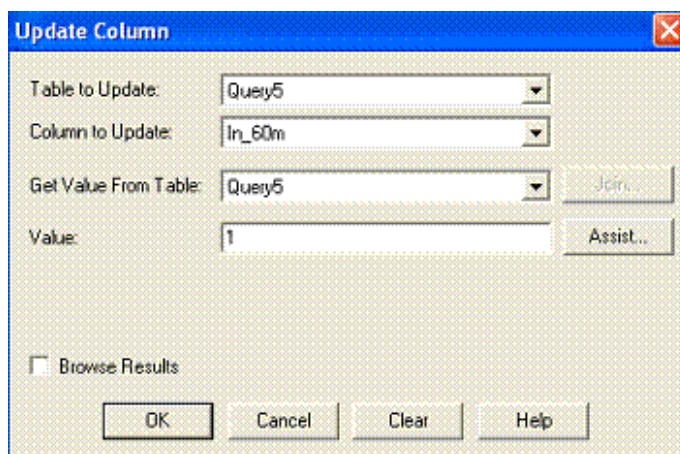 Update Column
Table to Update: Query5
Column to Update: In_60m
Get Value From Table: Query5 Join...
Value: 1 Assist...
Browse Results
OK Cancel Clear Help